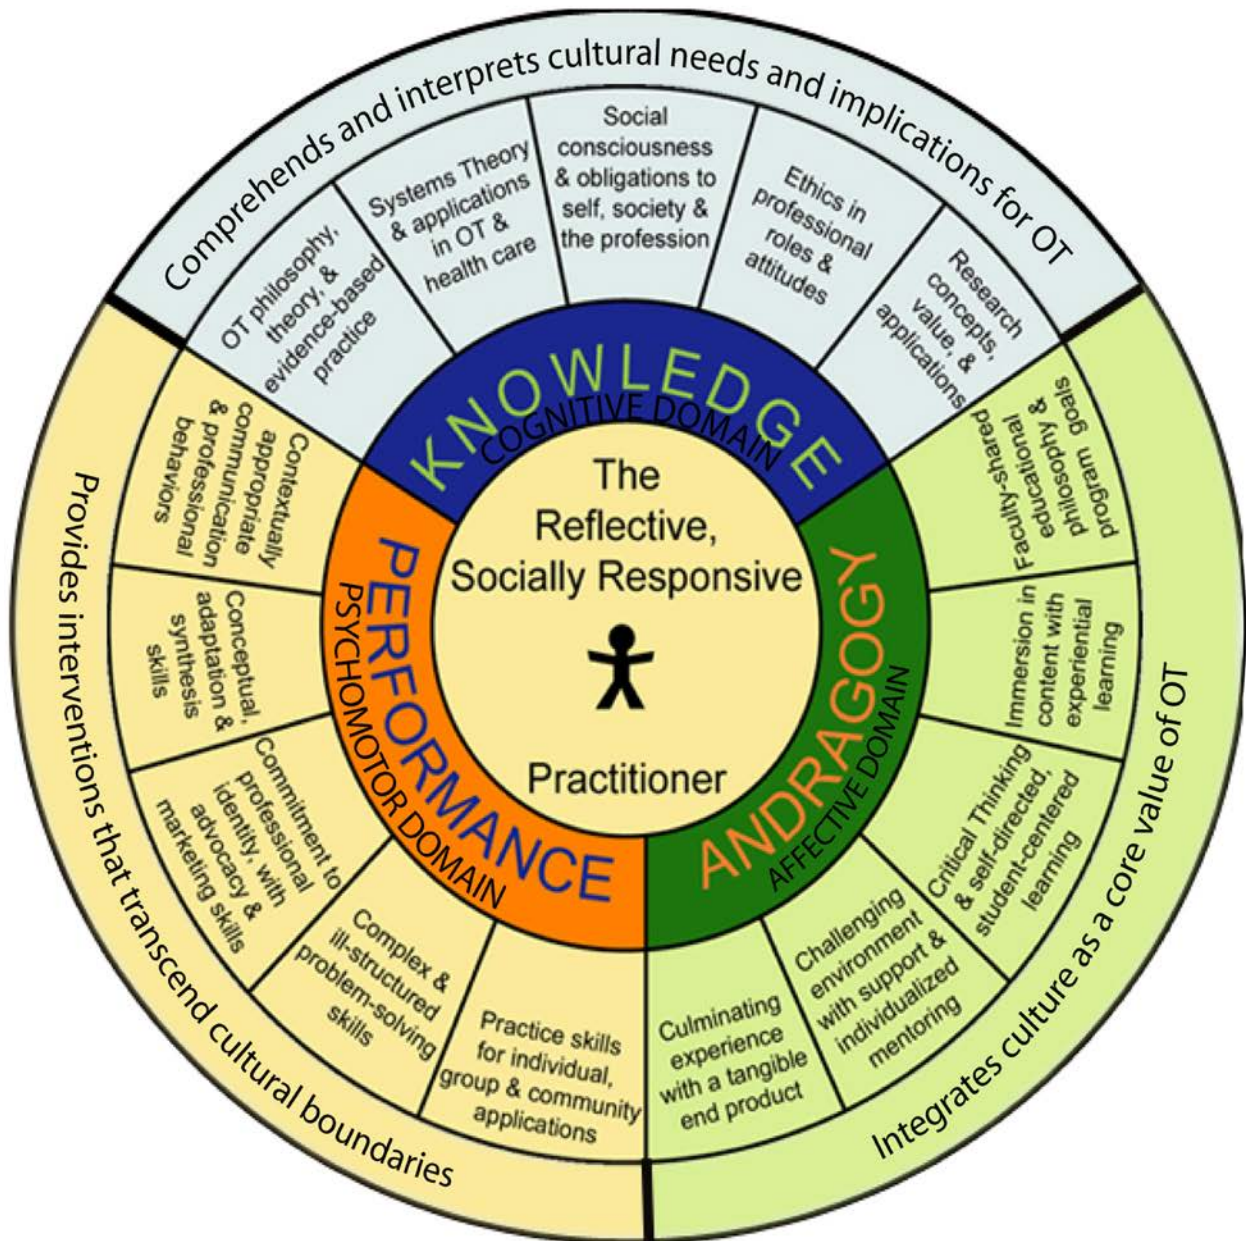 Comprehends and interprets cultural needs and implications for OT
OT philosophy,
theory, &
evidence-based
practice
Systems Theory
& applications
in OT &
health care
Social
consciousness
& obligations to
self, society &
the profession
Ethics in
professional
roles &
attitudes
Research
concepts,
value, &
applications
KNOWLEDGE
COGNITIVE DOMAIN
Integrates culture as a core value of OT
Faculty-shared
educational
philosophy &
program goals
Immersion in
content with
experiential
learning
Critical Thinking
& self-directed,
student-centered
learning
Challenging
environment
with support &
individualized
mentoring
Culminating
experience
with a tangible
end product
ANDRAGOGY
AFFECTIVE DOMAIN
Provides interventions that transcend cultural boundaries
Contextually
appropriate
communication
& professional
behaviors
Conceptual,
adaptation &
synthesis
skills
Commitment to
professional
identity, with
advocacy &
marketing skills
Complex &
ill-structured
problem-solving
skills
Practice skills
for individual,
group & community
applications
PERFORMANCE
PSYCHOMOTOR DOMAIN
The
Reflective,
Socially Responsive
Practitioner